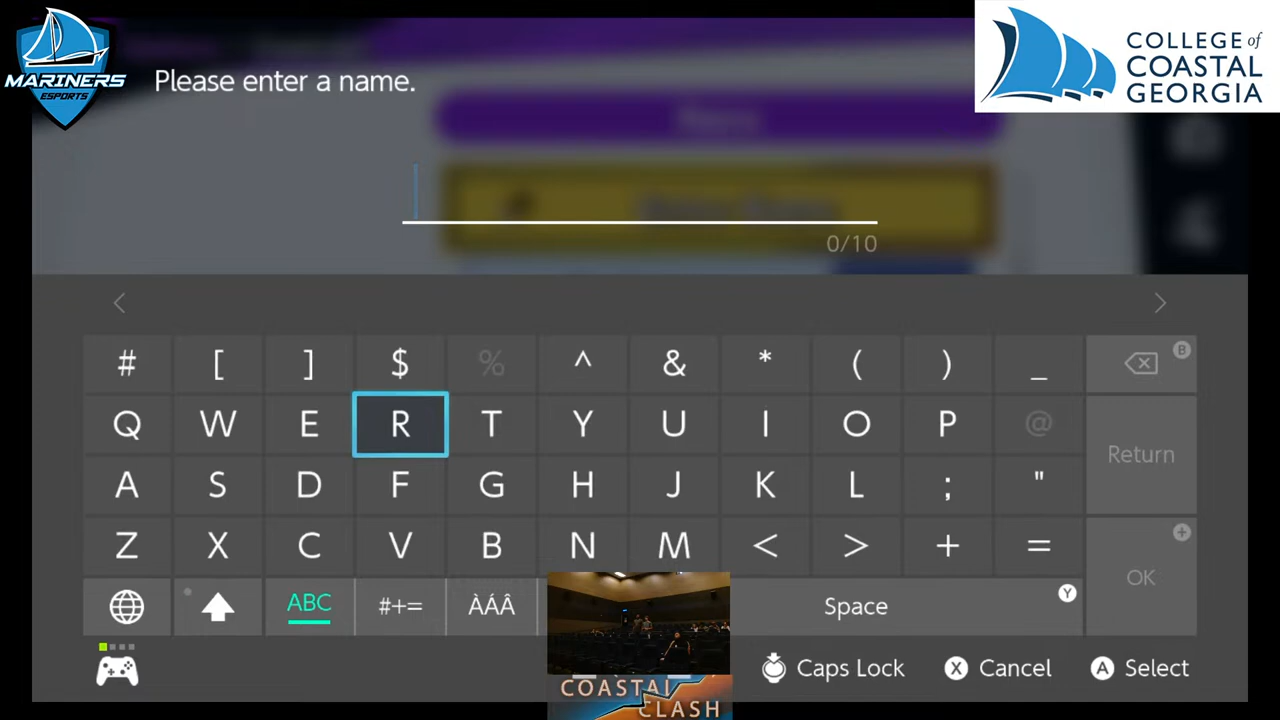 MARINERS
ESPORTS
COLLEGE of
COASTAL
GEORGIA
Please enter a name.
0/10
# [ ] $ % ^ & * ( ) _ B
Q W E R T Y U I O P @
Return
A S D F G H J K L ; "
Z X C V B N M < > + = +
OK
ABC #+= ÀÁÂ Space Y
Caps Lock X Cancel A Select
COASTAL
CLASH